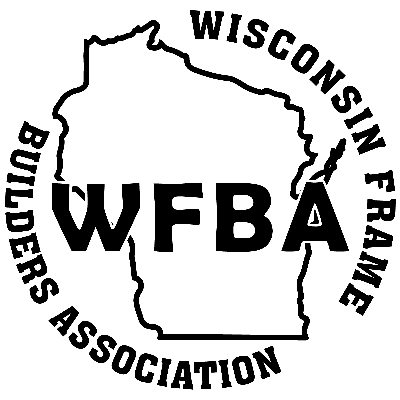 WISCONSIN FRAME
BUILDERS ASSOCIATION
WFBA